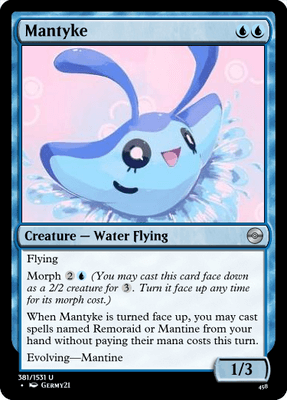 Mantyke
Creature — Water Flying
Flying
Morph 2 (You may cast this card face down
as a 2/2 creature for 3. Turn it face up any time
for its morph cost.)
When Mantyke is turned face up, you may cast
spells named Remoraid or Mantine from your
hand without paying their mana costs this turn.
Evolving—Mantine
1/3
381/1531 U
• Germy21
458